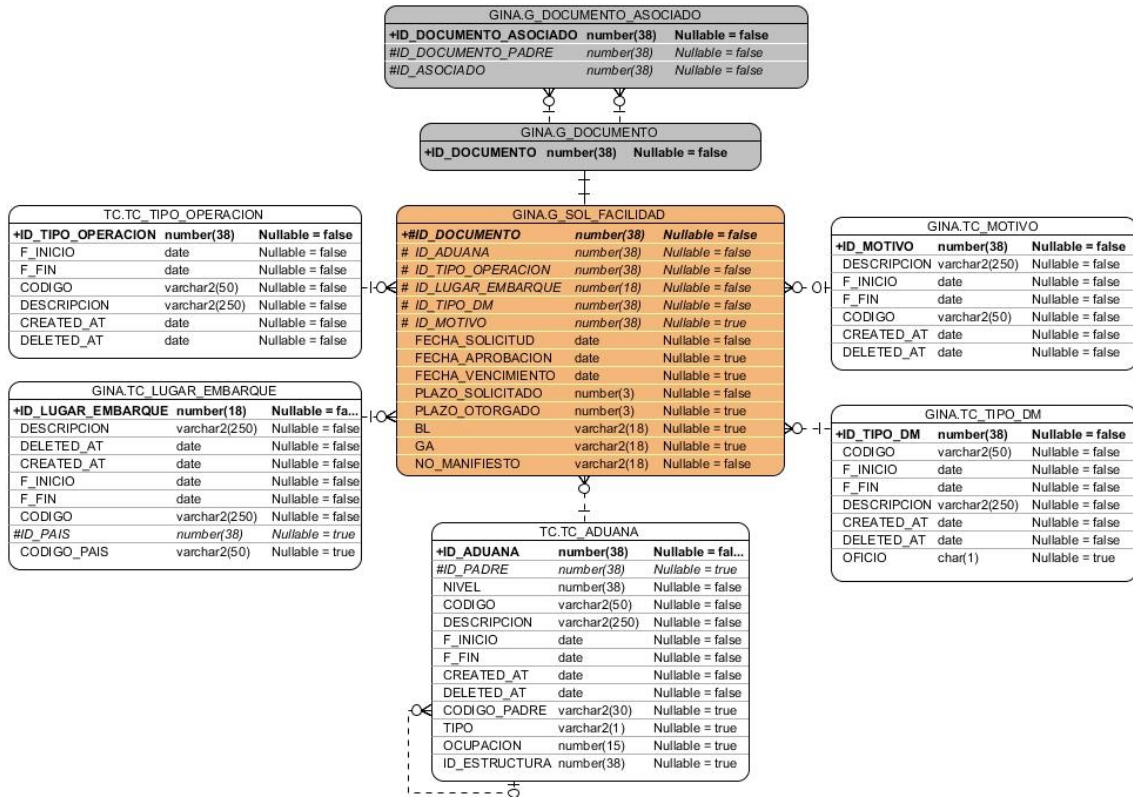 GINA.G_DOCUMENTO_ASOCIADO
+ID_DOCUMENTO_ASOCIADO number(38) Nullable = false
#ID_DOCUMENTO_PADRE number(38) Nullable = false
#ID_ASOCIADO number(38) Nullable = false
GINA.G_DOCUMENTO
+ID_DOCUMENTO number(38) Nullable = false
TC.TC_TIPO_OPERACION
+ID_TIPO_OPERACION number(38) Nullable = false
F_INICIO date Nullable = false
F_FIN date Nullable = false
CODIGO varchar2(50) Nullable = false
DESCRIPCION varchar2(250) Nullable = false
CREATED_AT date Nullable = false
DELETED_AT date Nullable = false
GINA.G_SOL_FACILIDAD
+#ID_DOCUMENTO number(38) Nullable = false
# ID_ADUANA number(38) Nullable = false
# ID_TIPO_OPERACION number(38) Nullable = false
# ID_LUGAR_EMBARQUE number(18) Nullable = false
# ID_TIPO_DM number(38) Nullable = false
# ID_MOTIVO number(38) Nullable = true
FECHA_SOLICITUD date Nullable = false
FECHA_APROBACION date Nullable = true
FECHA_VENCIMIENTO date Nullable = true
PLAZO_SOLICITADO number(3) Nullable = false
PLAZO_OTORGADO number(3) Nullable = true
BL varchar2(18) Nullable = true
GA varchar2(18) Nullable = true
NO_MANIFIESTO varchar2(18) Nullable = false
GINA.TC_MOTIVO
+ID_MOTIVO number(38) Nullable = false
DESCRIPCION varchar2(250) Nullable = false
F_INICIO date Nullable = false
F_FIN date Nullable = false
CODIGO varchar2(50) Nullable = false
CREATED_AT date Nullable = false
DELETED_AT date Nullable = false
GINA.TC_LUGAR_EMBARQUE
+ID_LUGAR_EMBARQUE number(18) Nullable = fa...
DESCRIPCION varchar2(250) Nullable = false
DELETED_AT date Nullable = false
CREATED_AT date Nullable = false
F_INICIO date Nullable = false
F_FIN date Nullable = false
CODIGO varchar2(250) Nullable = false
#ID_PAIS number(38) Nullable = true
CODIGO_PAIS varchar2(50) Nullable = true
GINA.TC_TIPO_DM
+ID_TIPO_DM number(38) Nullable = false
CODIGO varchar2(50) Nullable = false
F_INICIO date Nullable = false
F_FIN date Nullable = false
DESCRIPCION varchar2(250) Nullable = false
CREATED_AT date Nullable = false
DELETED_AT date Nullable = false
OFICIO char(1) Nullable = true
TC.TC_ADUANA
+ID_ADUANA number(38) Nullable = fal...
#ID_PADRE number(38) Nullable = true
NIVEL number(38) Nullable = false
CODIGO varchar2(50) Nullable = false
DESCRIPCION varchar2(250) Nullable = false
F_INICIO date Nullable = false
F_FIN date Nullable = false
CREATED_AT date Nullable = false
DELETED_AT date Nullable = false
CODIGO_PADRE varchar2(30) Nullable = true
TIPO varchar2(1) Nullable = true
OCUPACION number(15) Nullable = true
ID_ESTRUCTURA number(38) Nullable = true